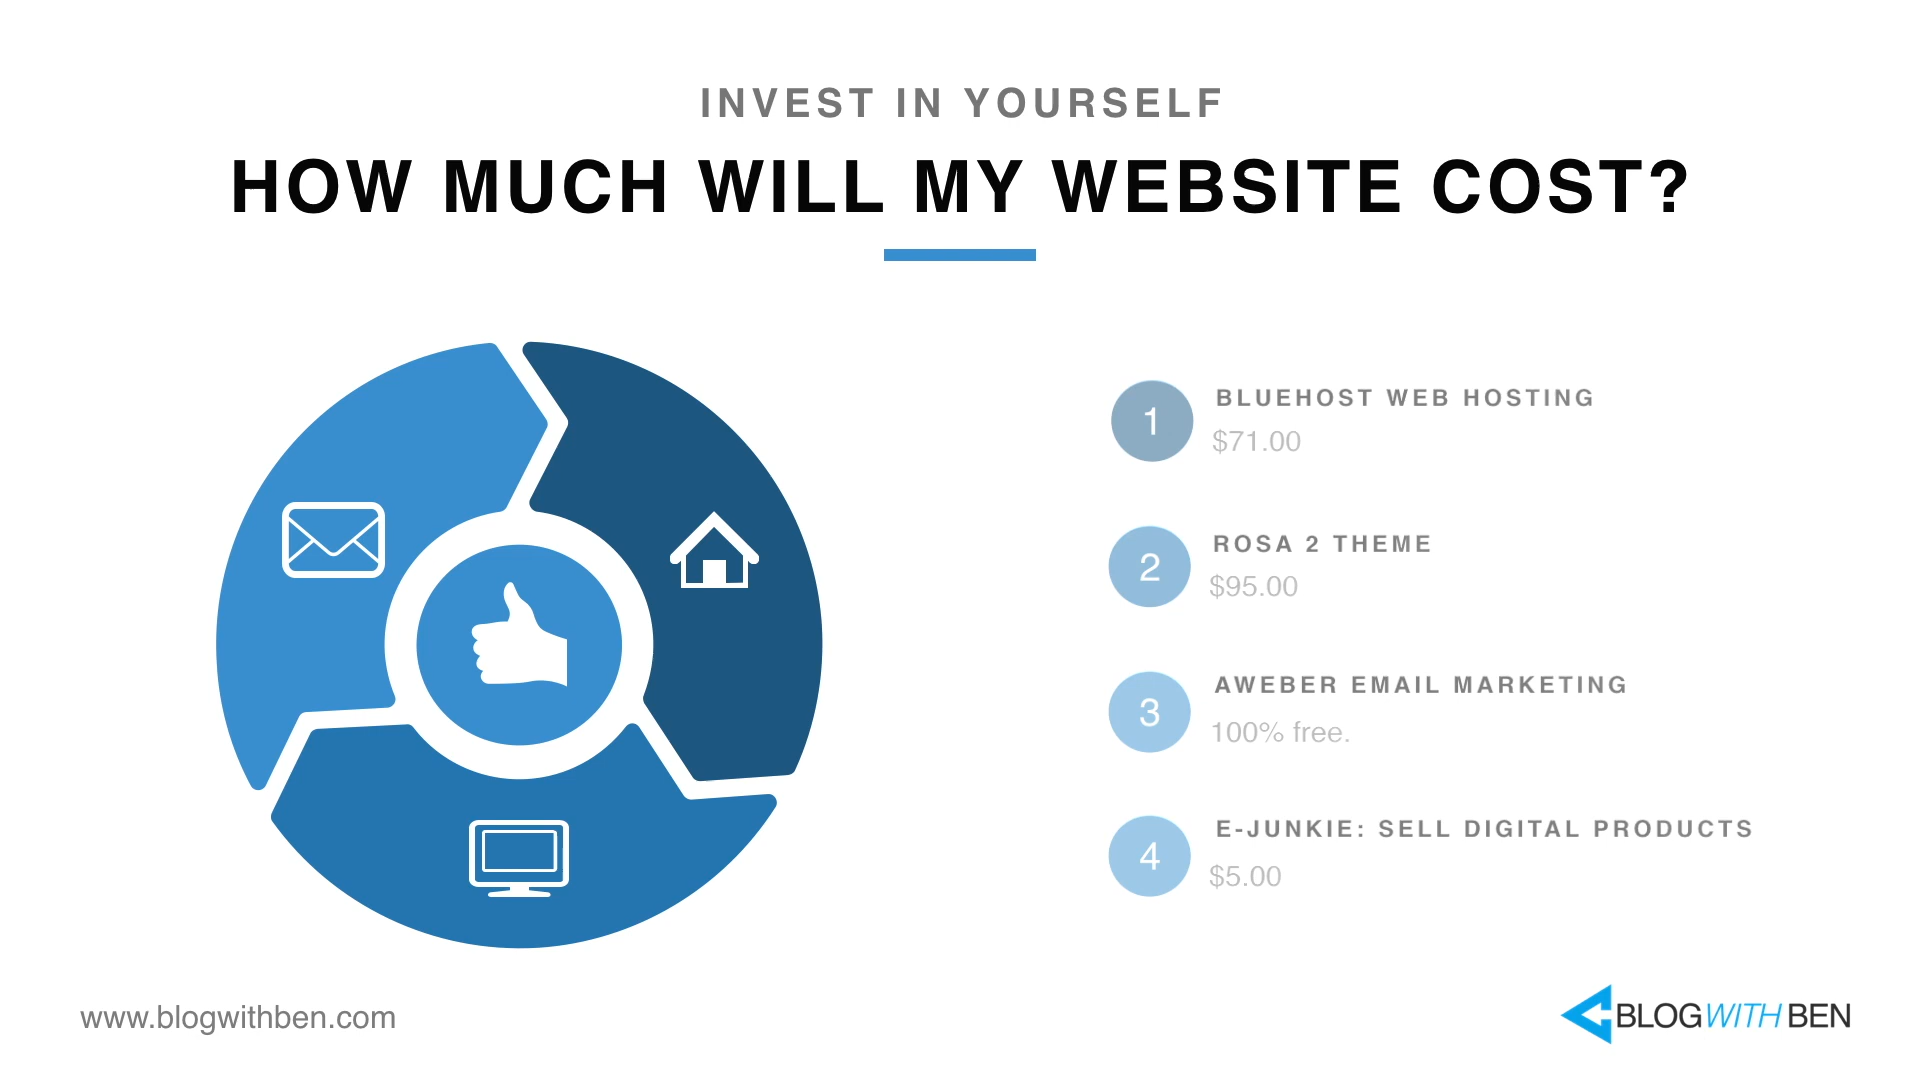 INVEST IN YOURSELF
HOW MUCH WILL MY WEBSITE COST?
1
BLUEHOST WEB HOSTING
$71.00
2
ROSA 2 THEME
$95.00
3
AWEBER EMAIL MARKETING
100% free.
4
E-JUNKIE: SELL DIGITAL PRODUCTS
$5.00
www.blogwithben.com
BLOGWITHBEN